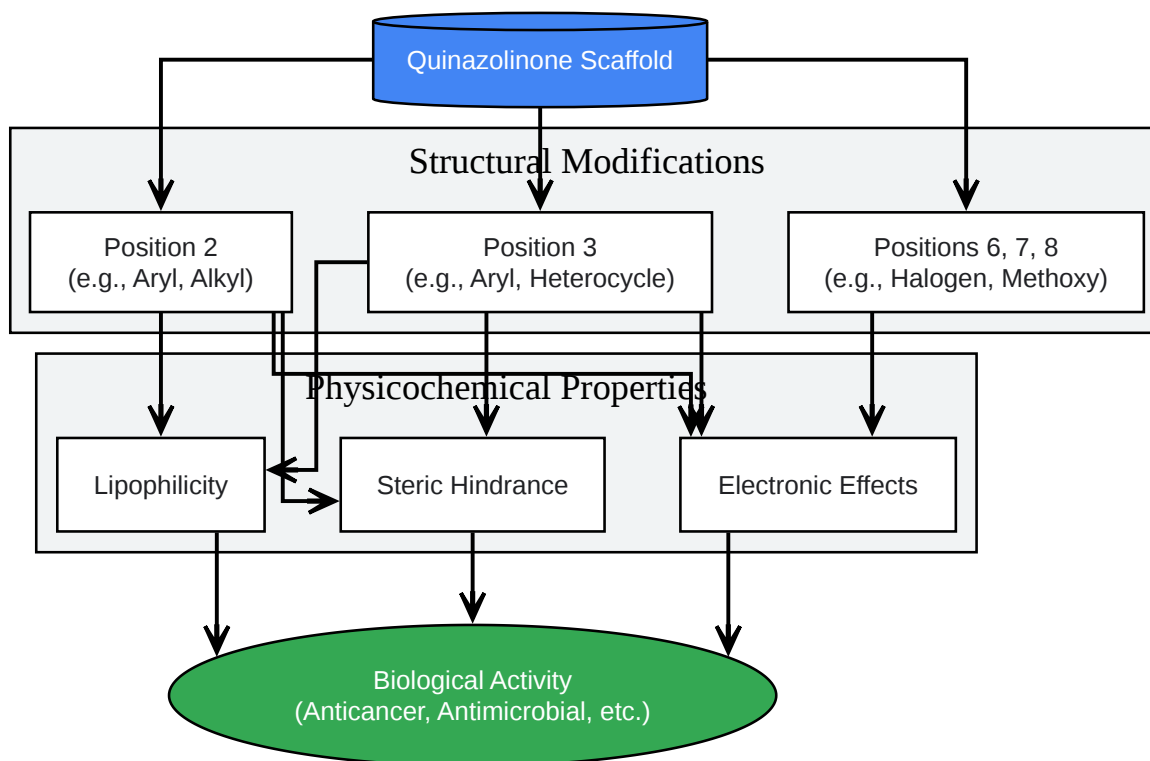 Quinazolinone Scaffold
Structural Modifications
Position 2
(e.g., Aryl, Alkyl)
Position 3
(e.g., Aryl, Heterocycle)
Positions 6, 7, 8
(e.g., Halogen, Methoxy)
Physicochemical Properties
Lipophilicity
Steric Hindrance
Electronic Effects
Biological Activity
(Anticancer, Antimicrobial, etc.)